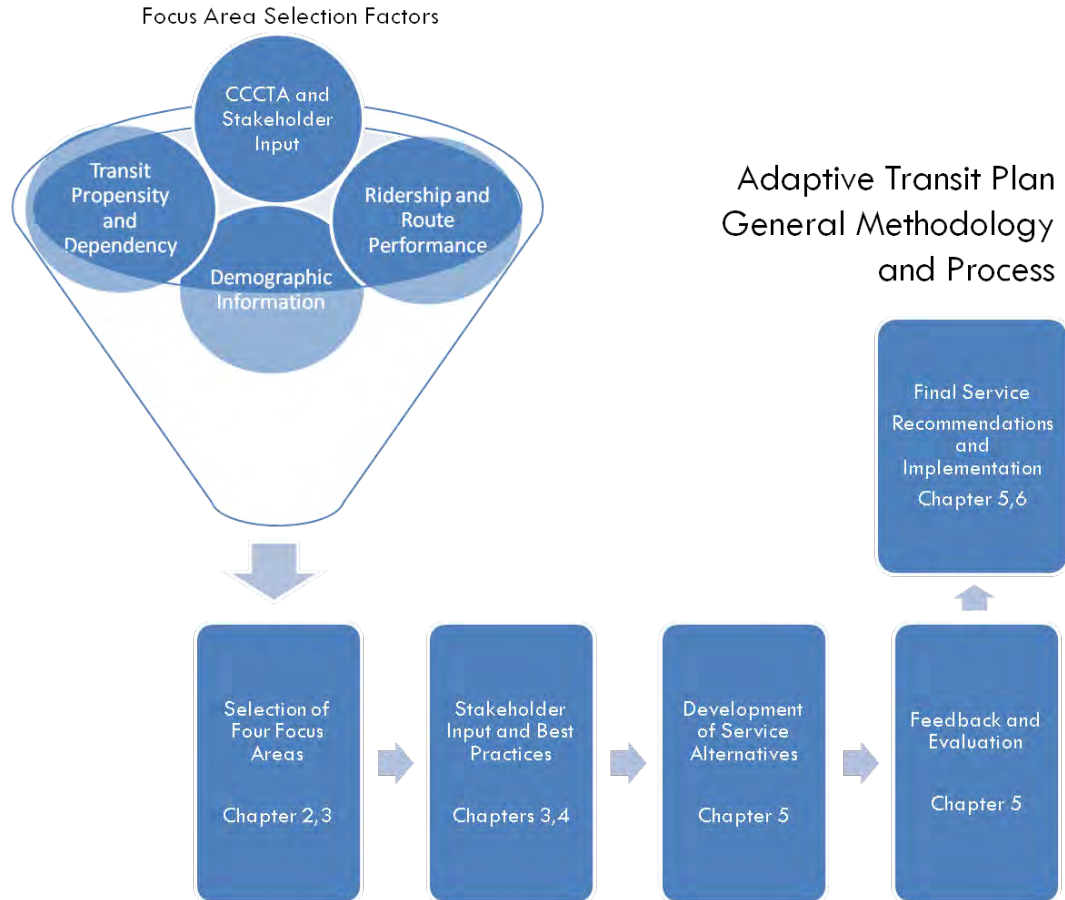 Focus Area Selection Factors
CCCTA and
Stakeholder
Input
Transit
Propensity
and
Dependency
Ridership and
Route
Performance
Demographic
Information
Adaptive Transit Plan
General Methodology
and Process
Final Service
Recommendations
and
Implementation
Chapter 5,6
Selection of
Four Focus
Areas
Chapter 2,3
Stakeholder
Input and Best
Practices
Chapters 3,4
Development
of Service
Alternatives
Chapter 5
Feedback and
Evaluation
Chapter 5